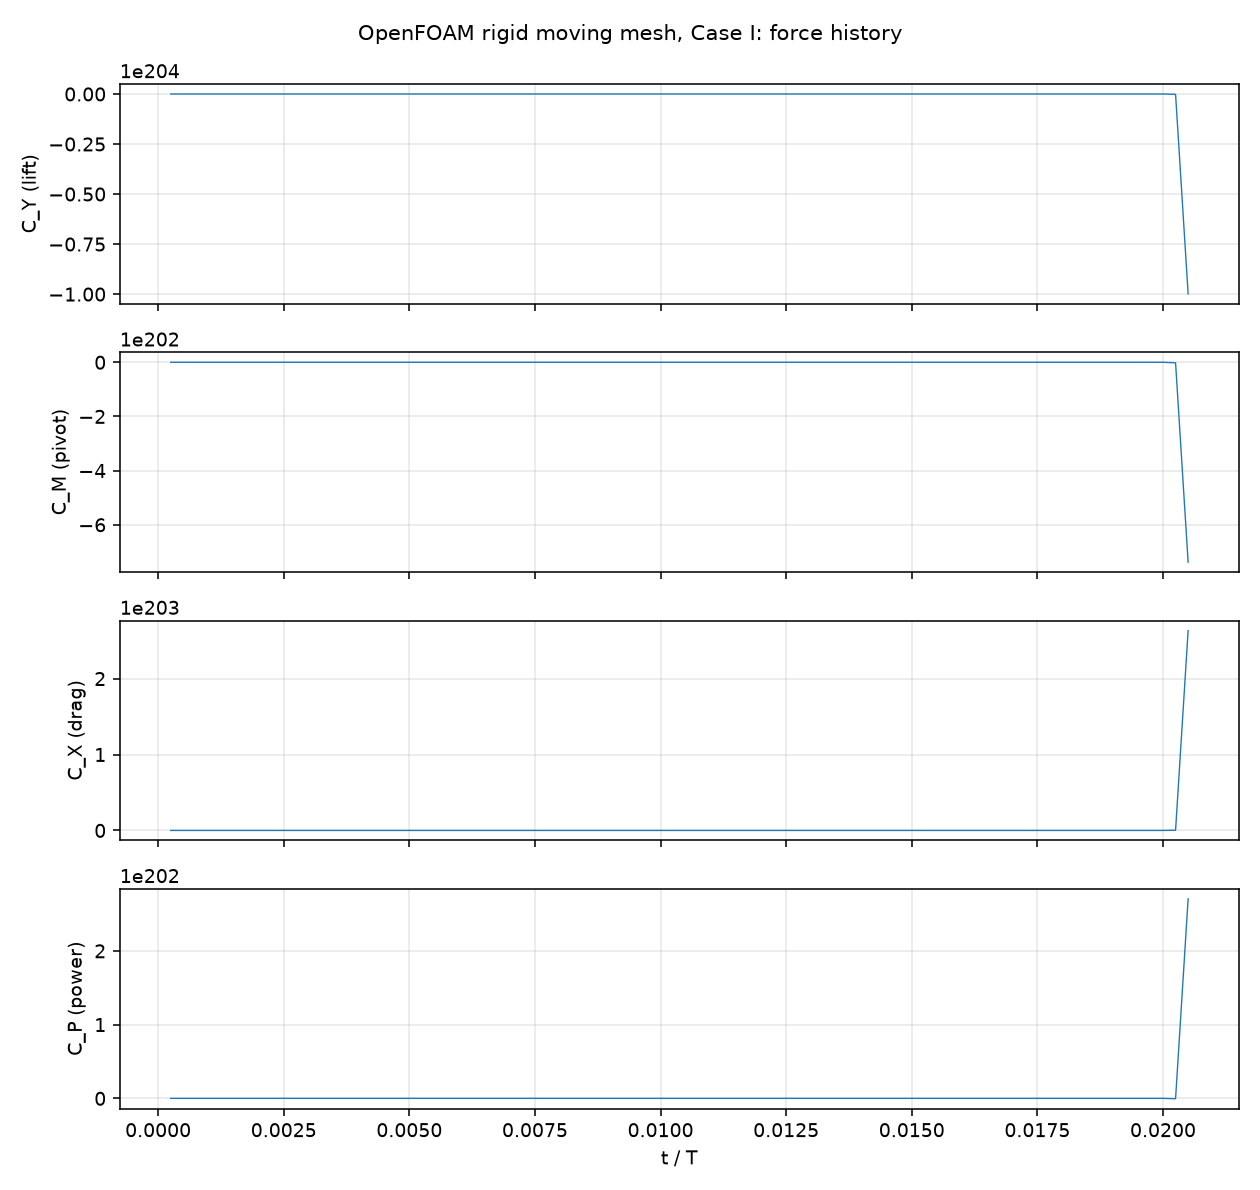 OpenFOAM rigid moving mesh, Case I: force history
1e204
0.00
−0.25
−0.50
−0.75
−1.00
C_Y (lift)
1e202
0
−2
−4
−6
C_M (pivot)
1e203
2
1
0
C_X (drag)
1e202
2
1
0
C_P (power)
0.0000 0.0025 0.0050 0.0075 0.0100 0.0125 0.0150 0.0175 0.0200
t / T